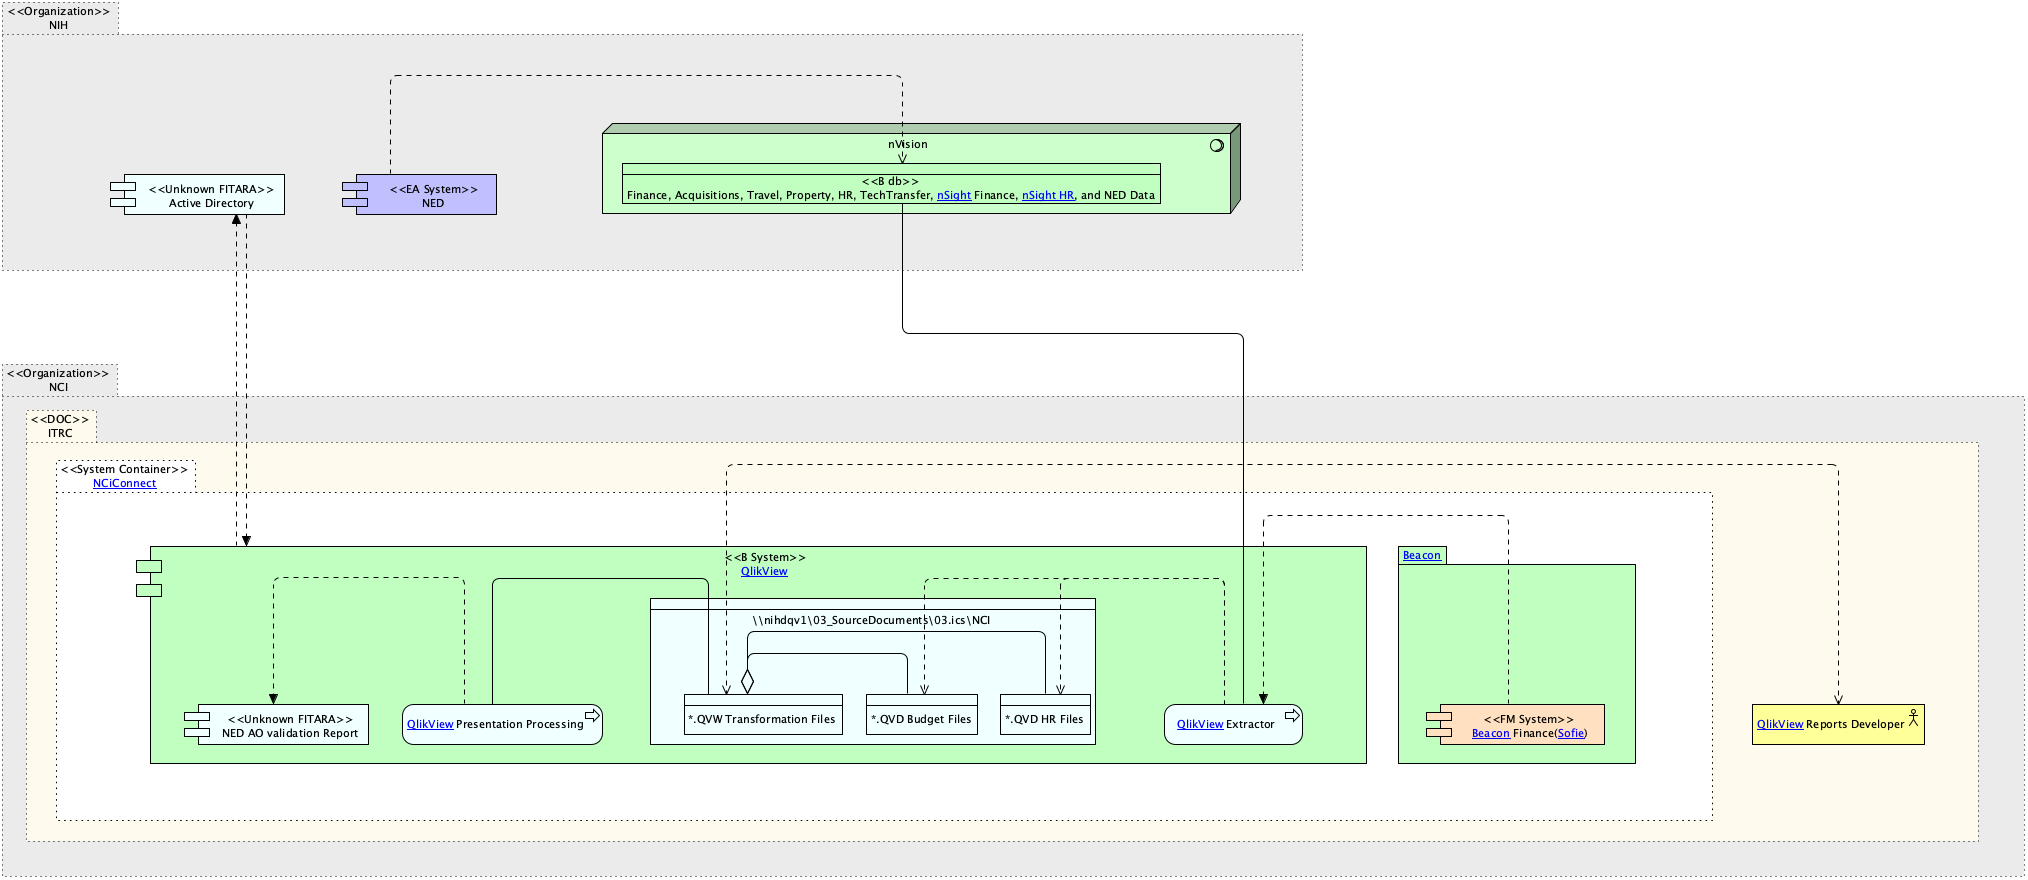 <<Organization>>
NIH
nVision
<<Unknown FITARA>>
Active Directory
<<EA System>>
NED
<<B db>>
Finance, Acquisitions, Travel, Property, HR, TechTransfer, nSight Finance, nSight HR, and NED Data
<<Organization>>
NCI
<<DOC>>
ITRC
<<System Container>>
NCiConnect
<<B System>>
QlikView
Beacon
\\nihdqv1\03_SourceDocuments\03.ics\NCI
<<Unknown FITARA>>
NED AO validation Report
QlikView Presentation Processing
*.QVW Transformation Files
*.QVD Budget Files
*.QVD HR Files
QlikView Extractor
<<FM System>>
Beacon Finance(Sofie)
QlikView Reports Developer